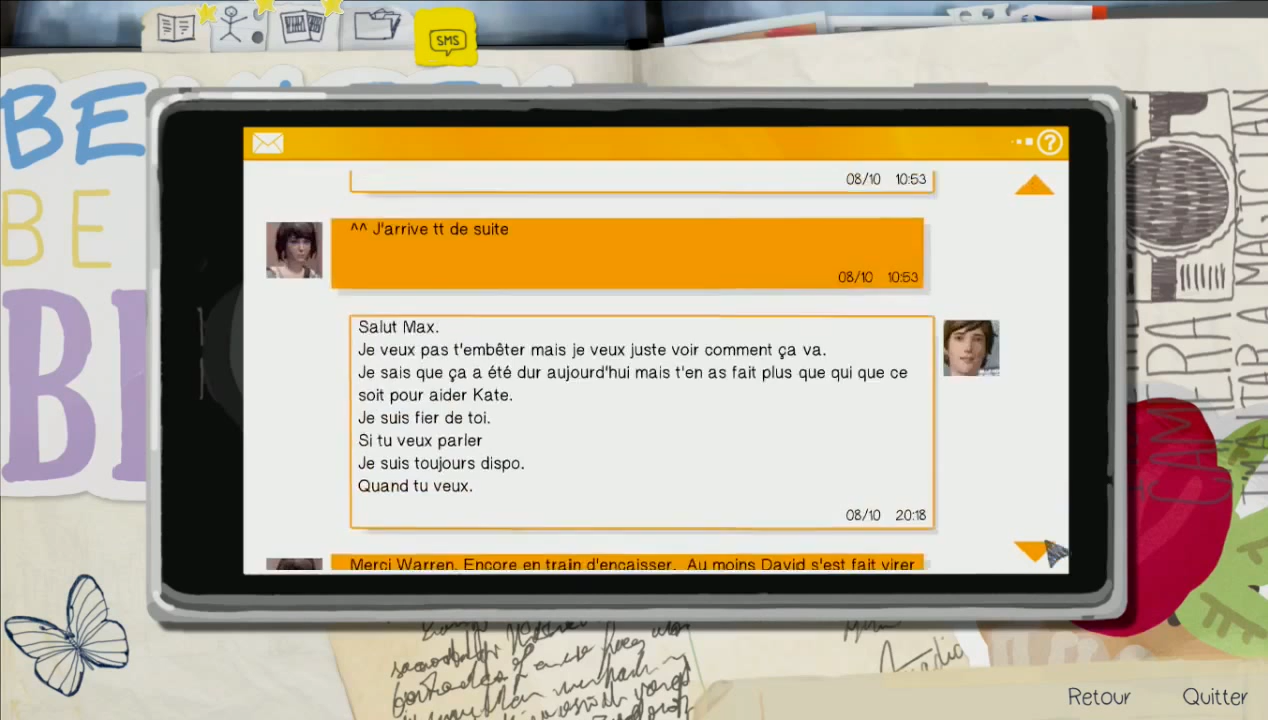 SMS
BE
BE
08/10 10:53
^^ J'arrive tt de suite
08/10 10:53
Salut Max.
Je veux pas t'embêter mais je veux juste voir comment ça va.
Je sais que ça a été dur aujourd'hui mais t'en as fait plus que qui que ce
soit pour aider Kate.
Je suis fier de toi.
Si tu veux parler
Je suis toujours dispo.
Quand tu veux.
08/10 20:18
Merci Warren. Encore en train d'encaisser. Au moins David s'est fait virer
CAMERA
MAGICIAN
Retour
Quitter